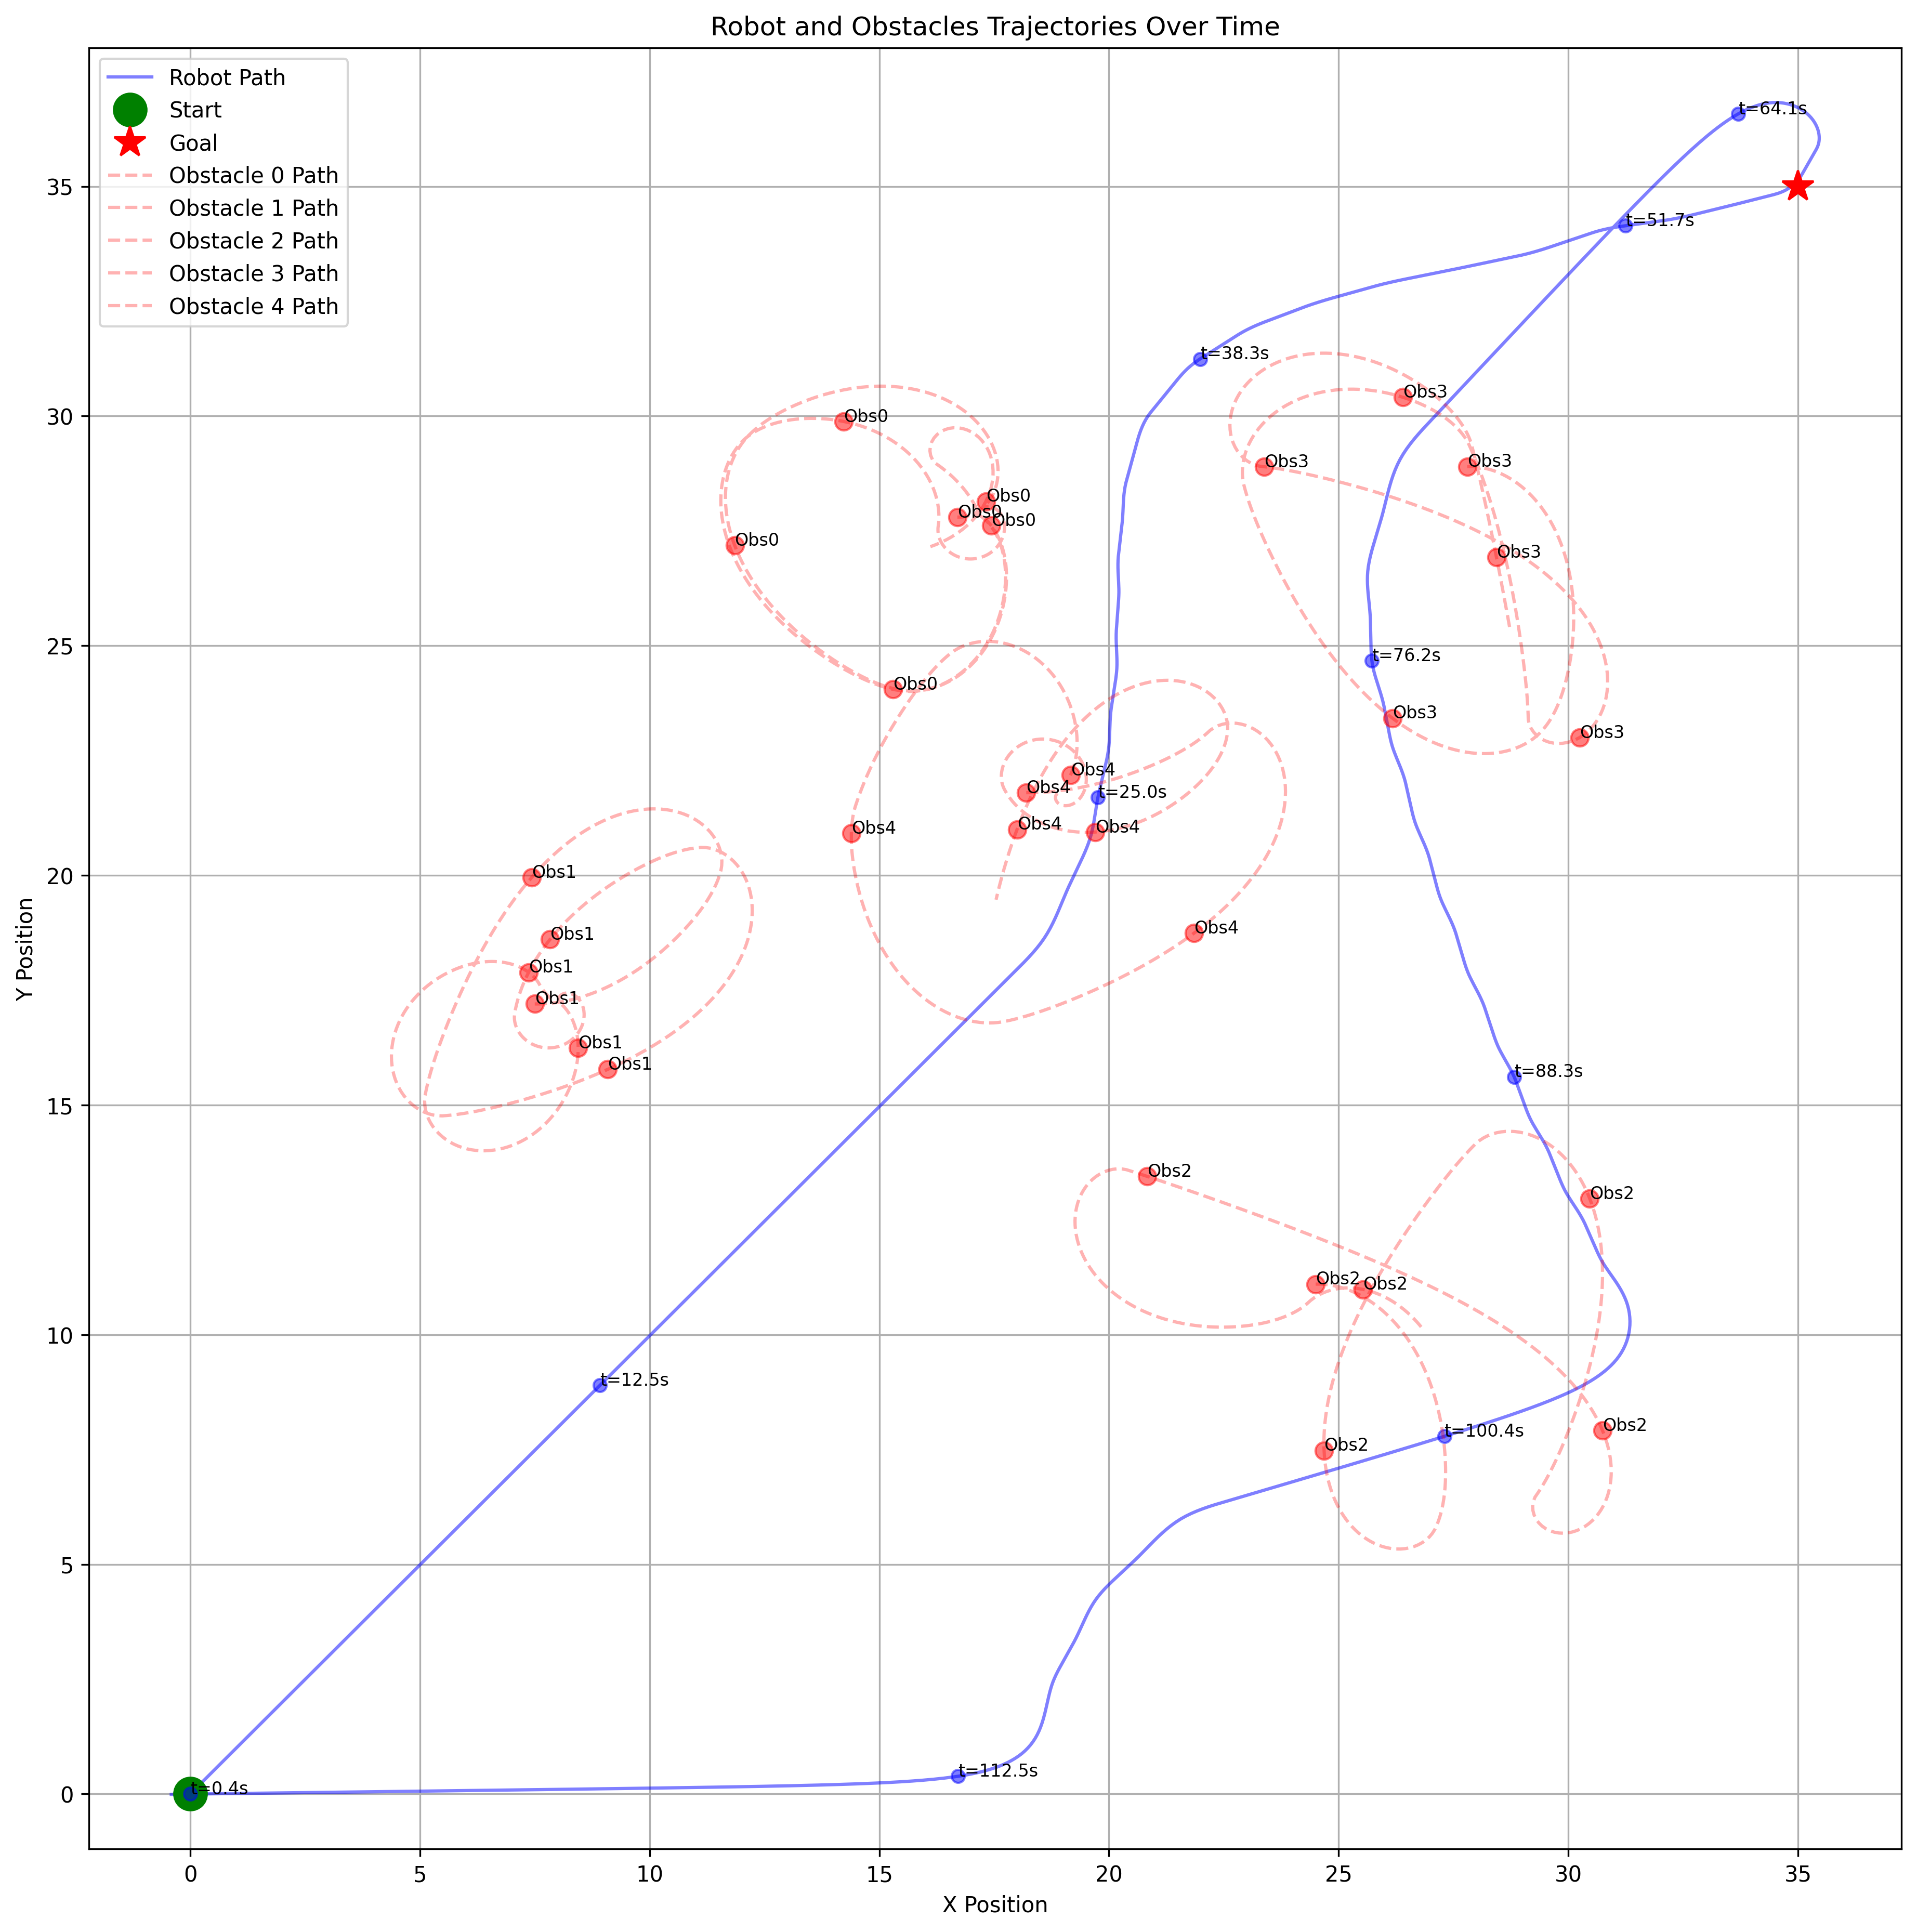 Robot and Obstacles Trajectories Over Time
Robot Path
Start
Goal
Obstacle 0 Path
Obstacle 1 Path
Obstacle 2 Path
Obstacle 3 Path
Obstacle 4 Path
t=64.1s
35
t=51.7s
t=38.3s
Obs3
30
Obs0
Obs3
Obs3
Obs0
Obs0
Obs0
Obs0
Obs3
25
t=76.2s
Obs0
Obs3
Obs3
Obs4
Obs4
t=25.0s
Obs4
Obs4
Obs4
20
Obs1
Obs4
Obs1
Obs1
Obs1
Obs1
Obs1
t=88.3s
15
Obs2
Obs2
Obs2
Obs2
10
t=12.5s
Obs2
Obs2
t=100.4s
5
t=112.5s
0
t=0.4s
Y Position
0 5 10 15 20 25 30 35
X Position